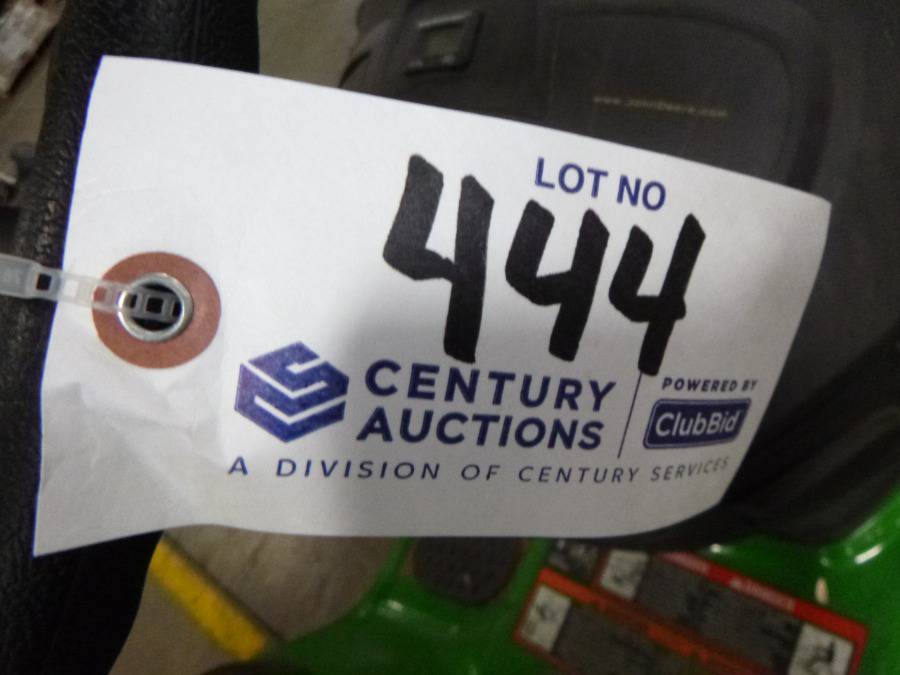 LOT NO
444
CENTURY
AUCTIONS
POWERED BY
ClubBid
A DIVISION OF CENTURY SERVICES